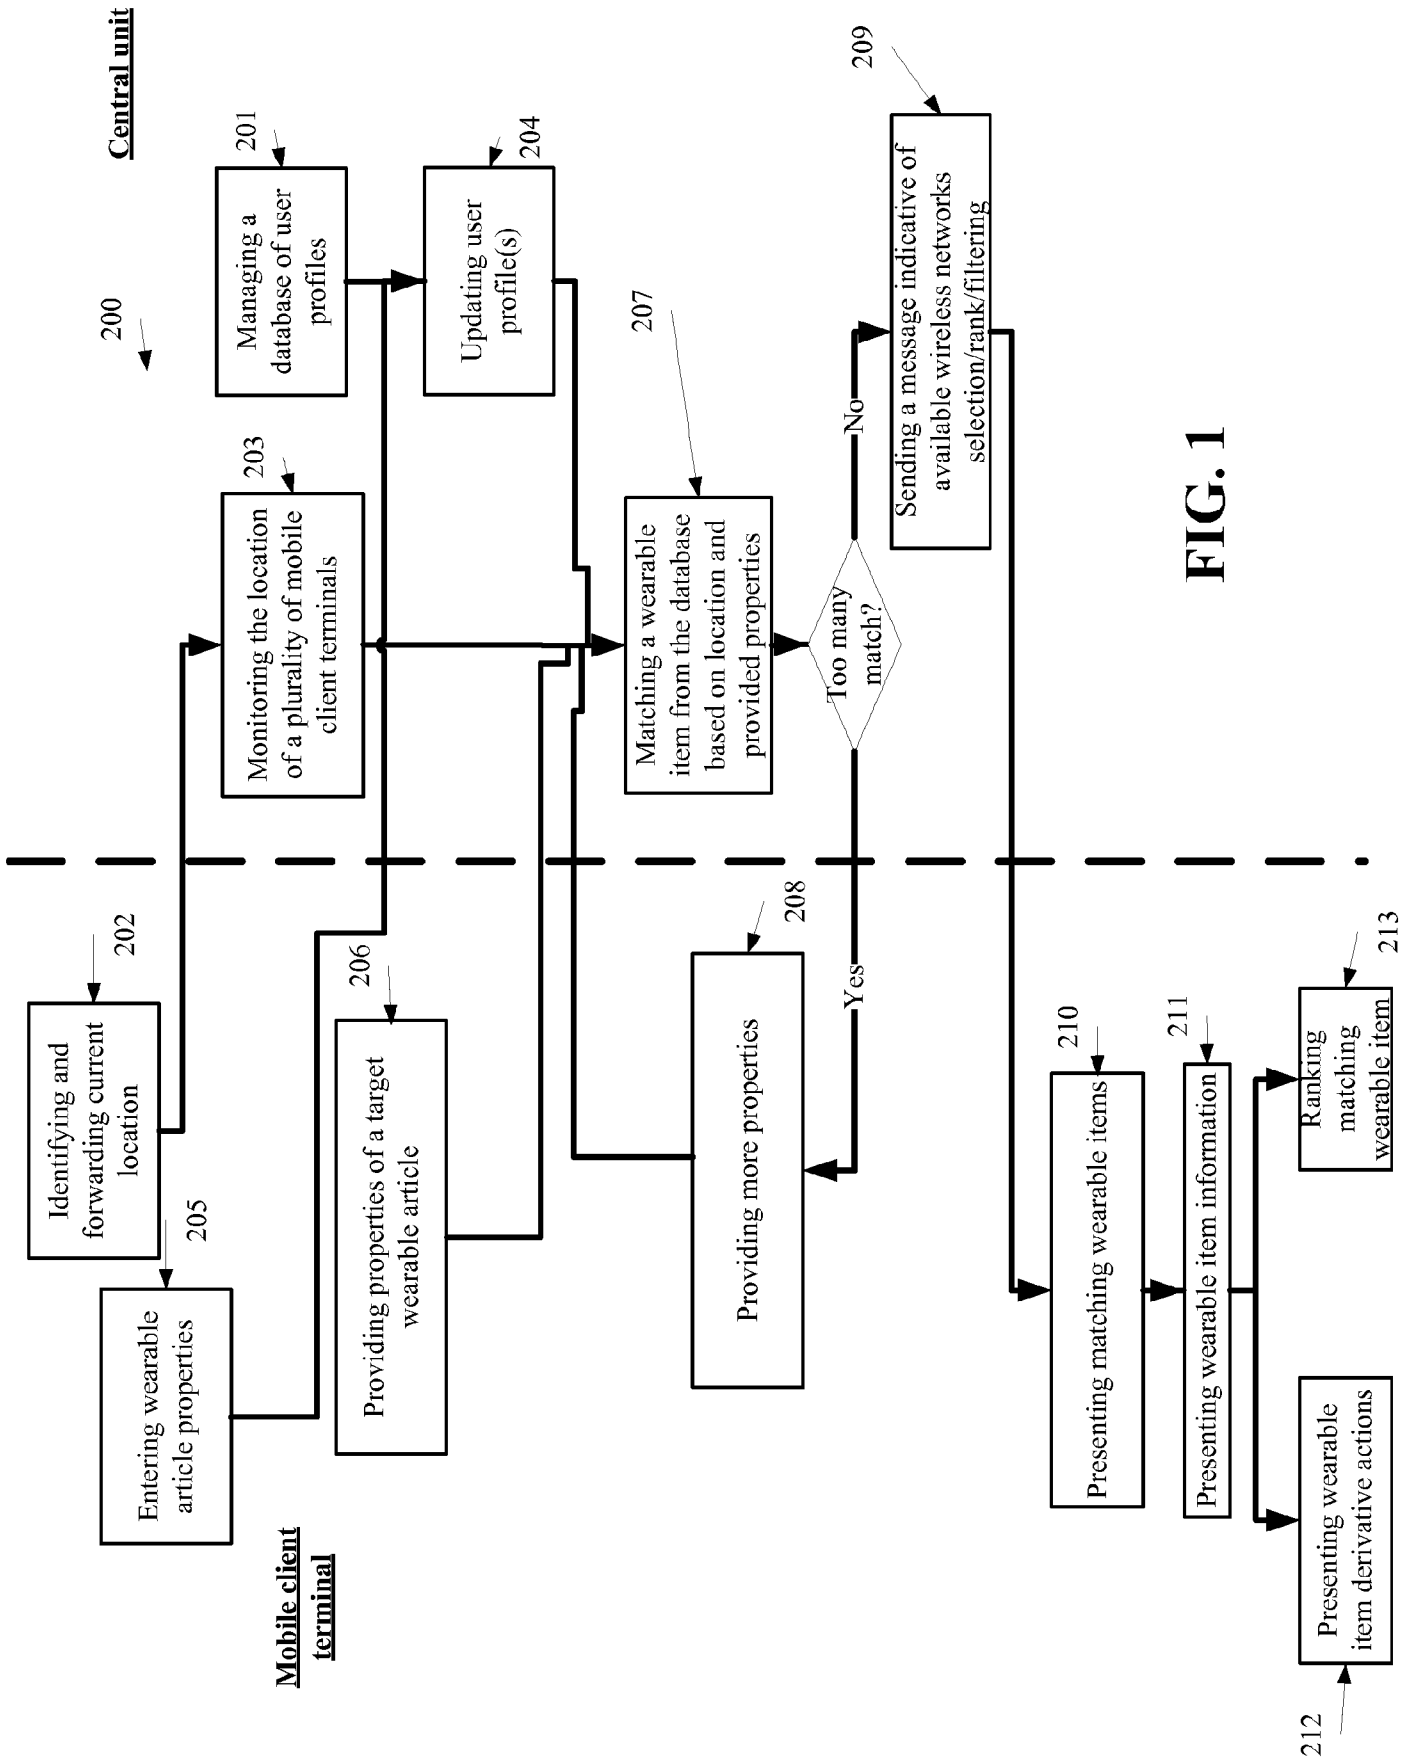 Mobile client
terminal
Central unit
200
Identifying and
forwarding current
location
202
Entering wearable
article properties
205
Managing a
database of user
profiles
201
Monitoring the location
of a plurality of mobile
client terminals
203
Providing properties of a target
wearable article
206
Updating user
profile(s)
204
Matching a wearable
item from the database
based on location and
provided properties
207
Providing more properties
208
Too many
match?
Yes
No
Sending a message indicative of
available wireless networks
selection/rank/filtering
209
Presenting matching wearable items
210
Presenting wearable item information
211
Presenting wearable
item derivative actions
212
Ranking
matching
wearable item
213
FIG. 1